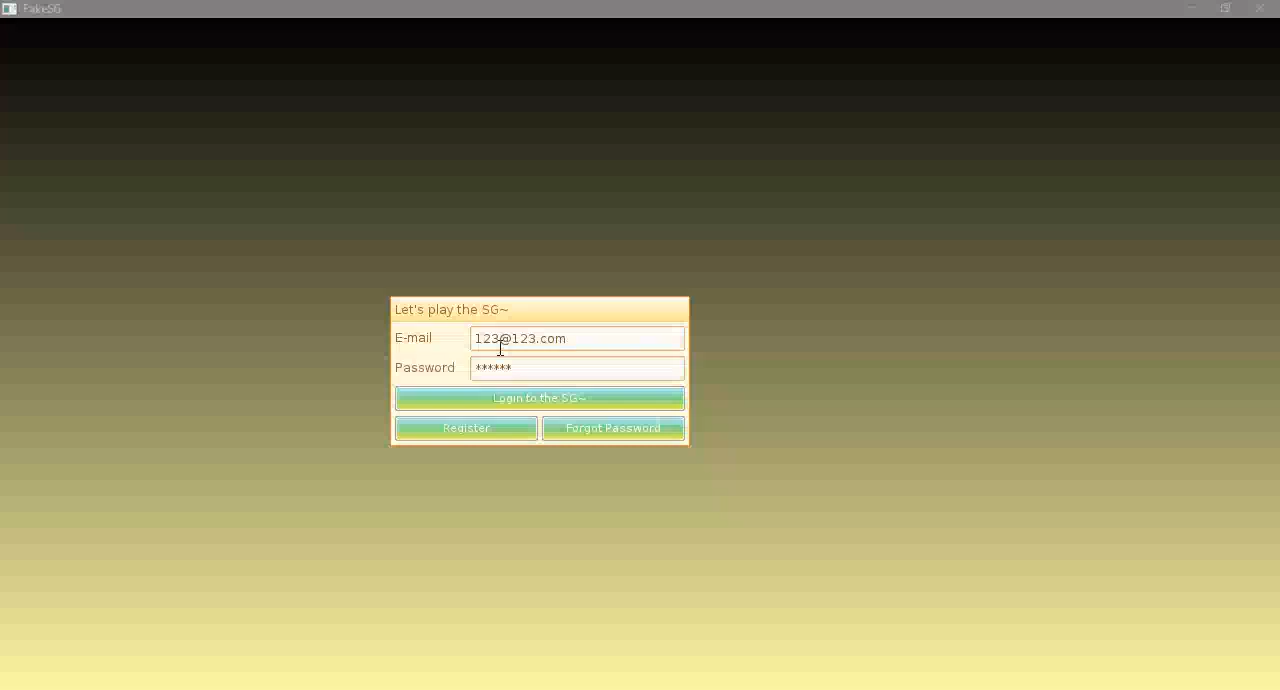 FakeSG
Let's play the SG~
E-mail 123@123.com
Password ******
Login to the SG~
Register Forgot Password